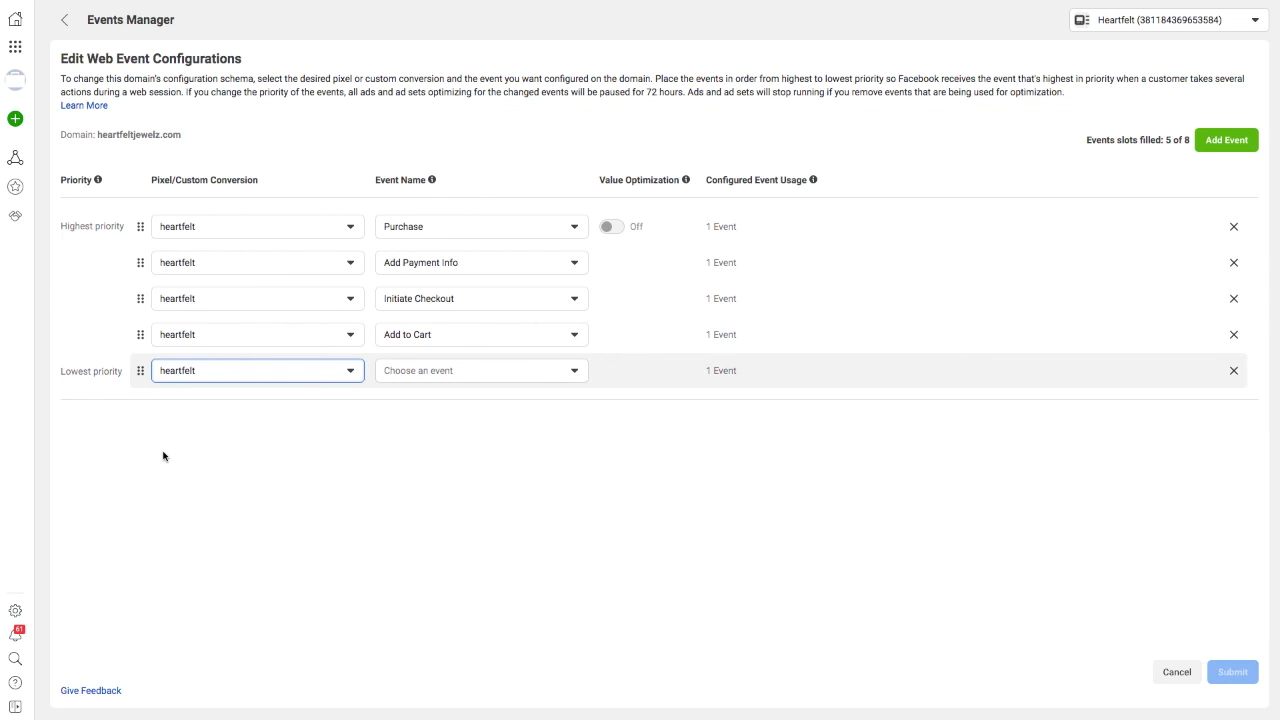 Events Manager
Heartfelt (381184369653584)
Edit Web Event Configurations
To change this domain's configuration schema, select the desired pixel or custom conversion and the event you want configured on the domain. Place the events in order from highest to lowest priority so Facebook receives the event that's highest in priority when a customer takes several
actions during a web session. If you change the priority of the events, all ads and ad sets optimizing for the changed events will be paused for 72 hours. Ads and ad sets will stop running if you remove events that are being used for optimization.
Learn More
Domain: heartfeltjewelz.com
Events slots filled: 5 of 8
Add Event
Priority Pixel/Custom Conversion Event Name Value Optimization Configured Event Usage
Highest priority heartfelt Purchase Off 1 Event
heartfelt Add Payment Info 1 Event
heartfelt Initiate Checkout 1 Event
heartfelt Add to Cart 1 Event
Lowest priority heartfelt Choose an event 1 Event
61
Cancel Submit
Give Feedback